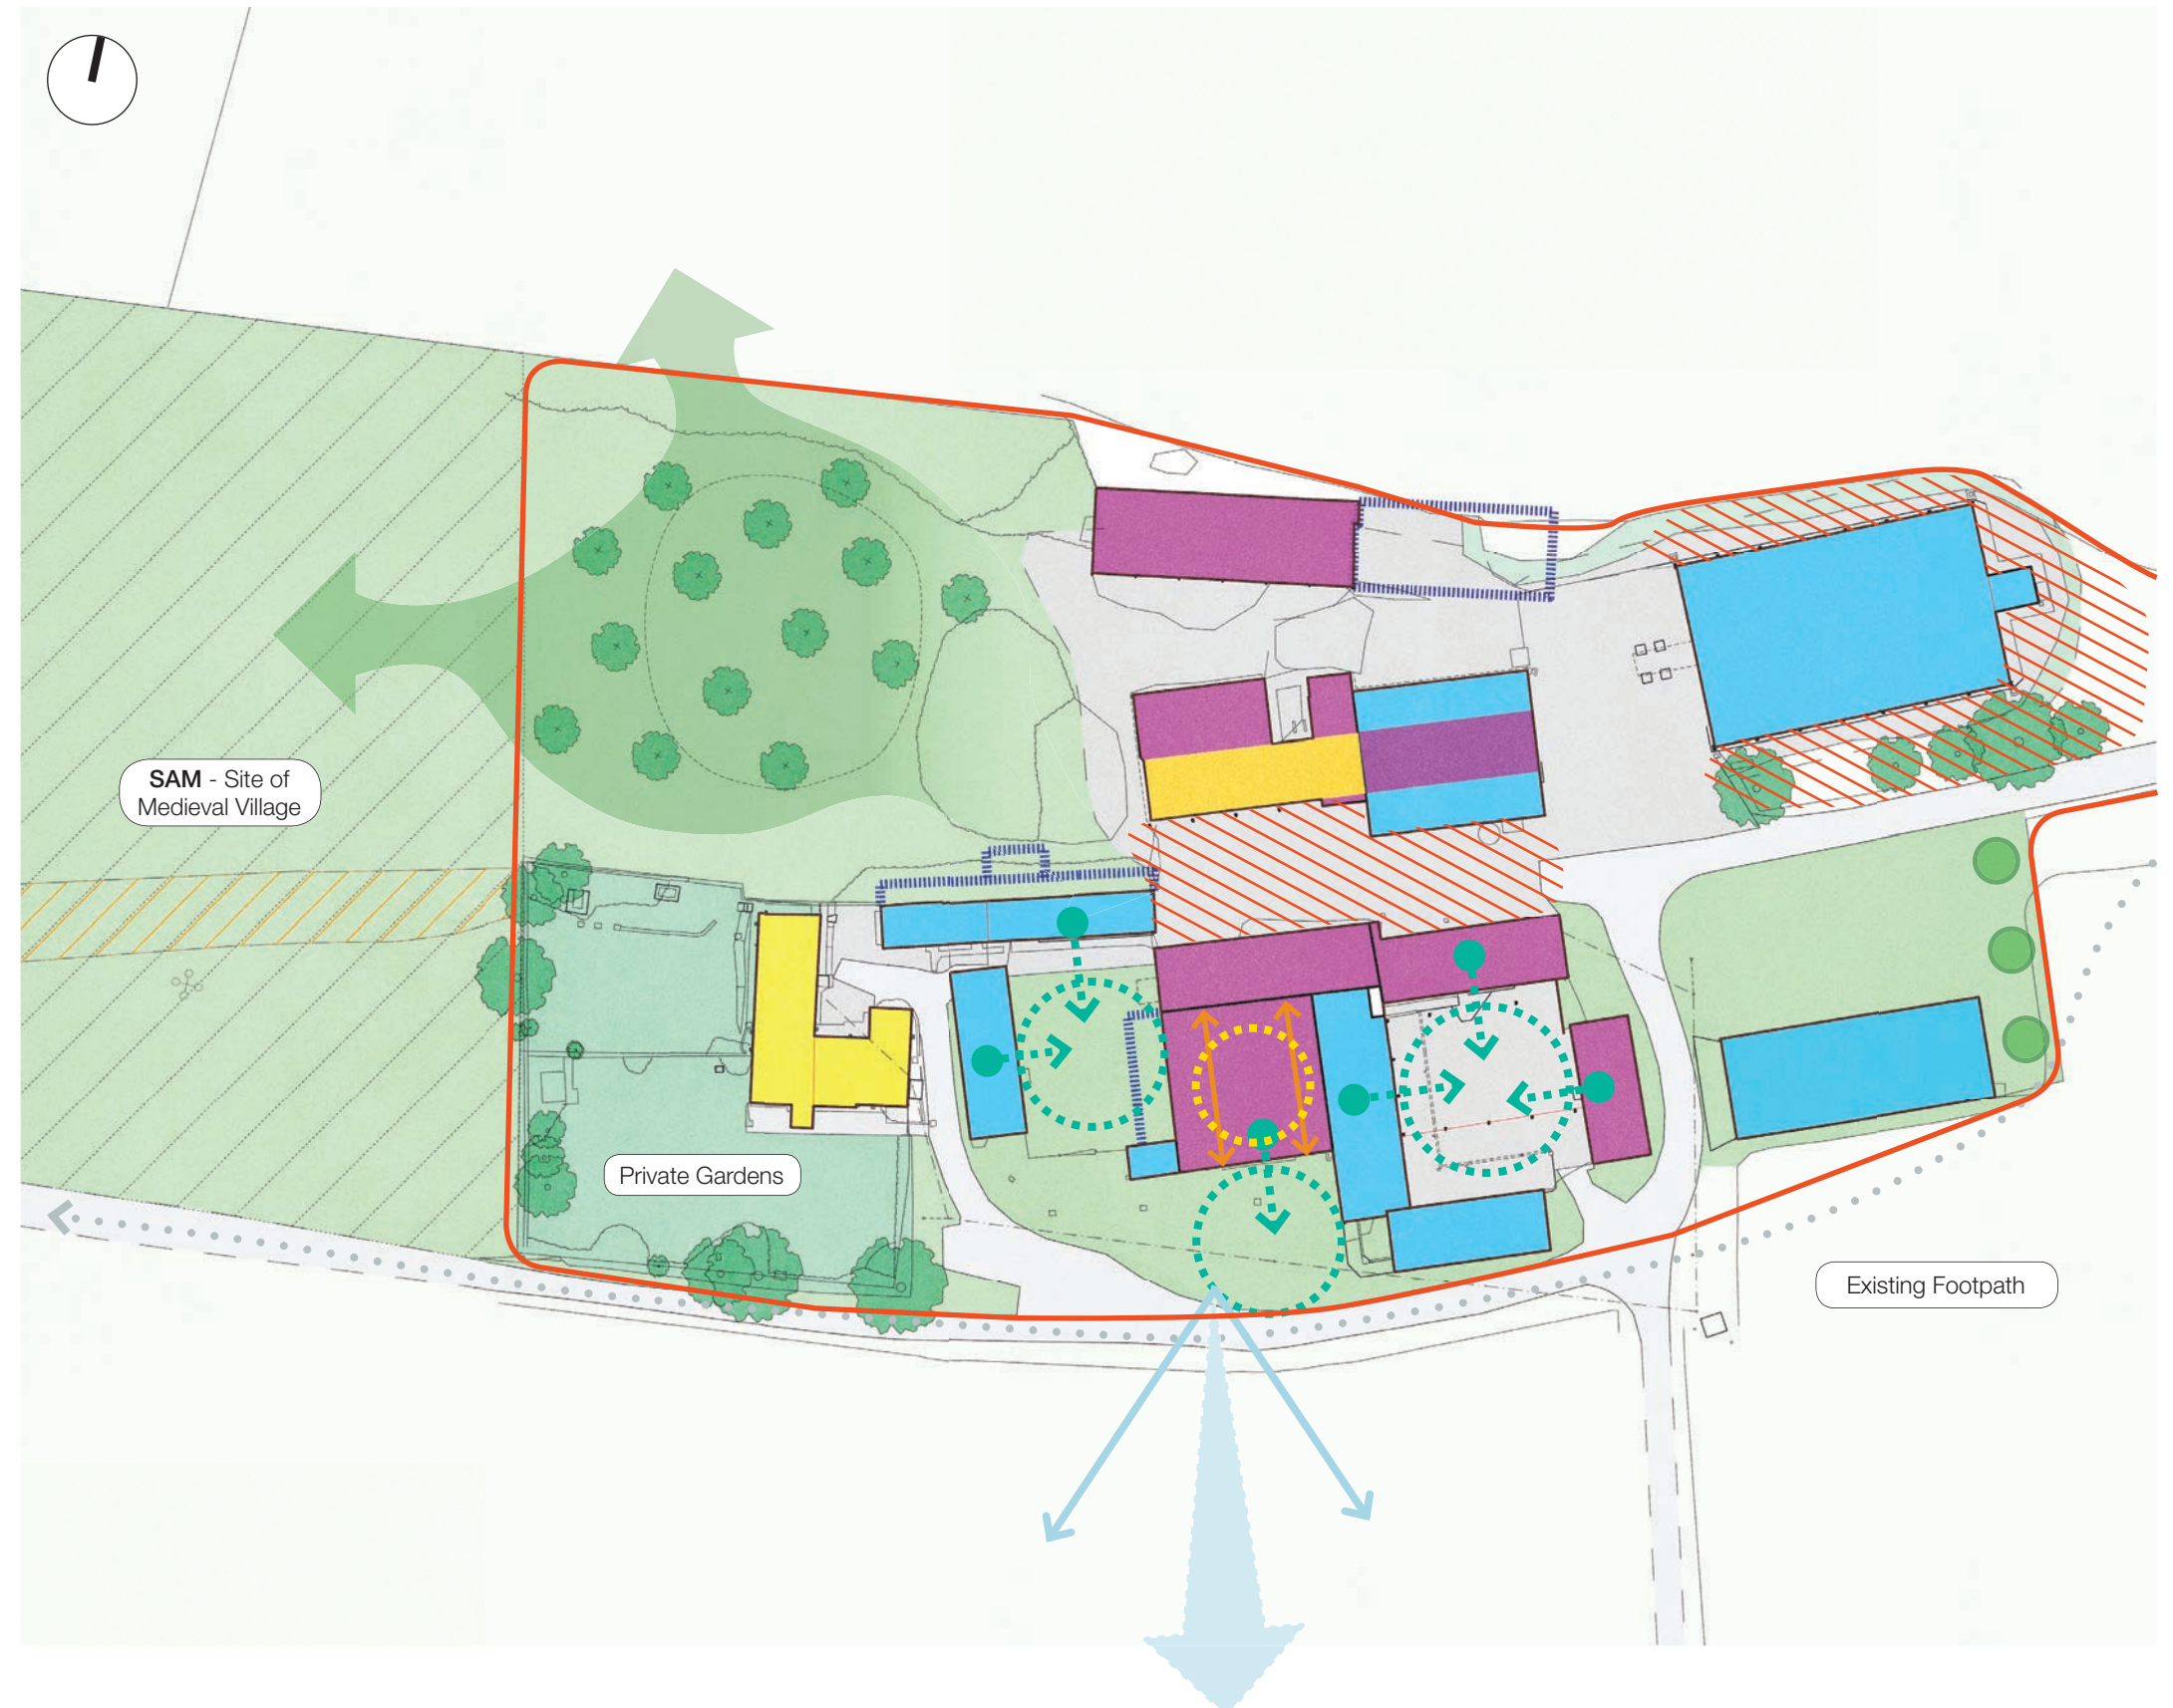 SAM - Site of
Medieval Village
Private Gardens
Existing Footpath